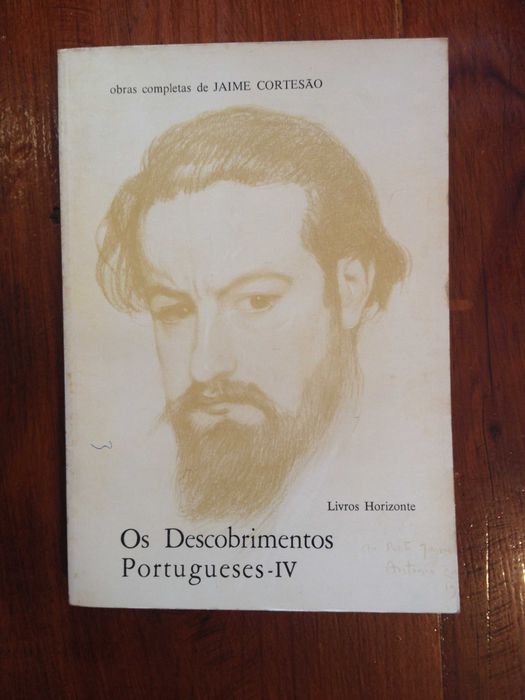 obras completas de JAIME CORTESÃO
Livros Horizonte
Os Descobrimentos
Portugueses-IV